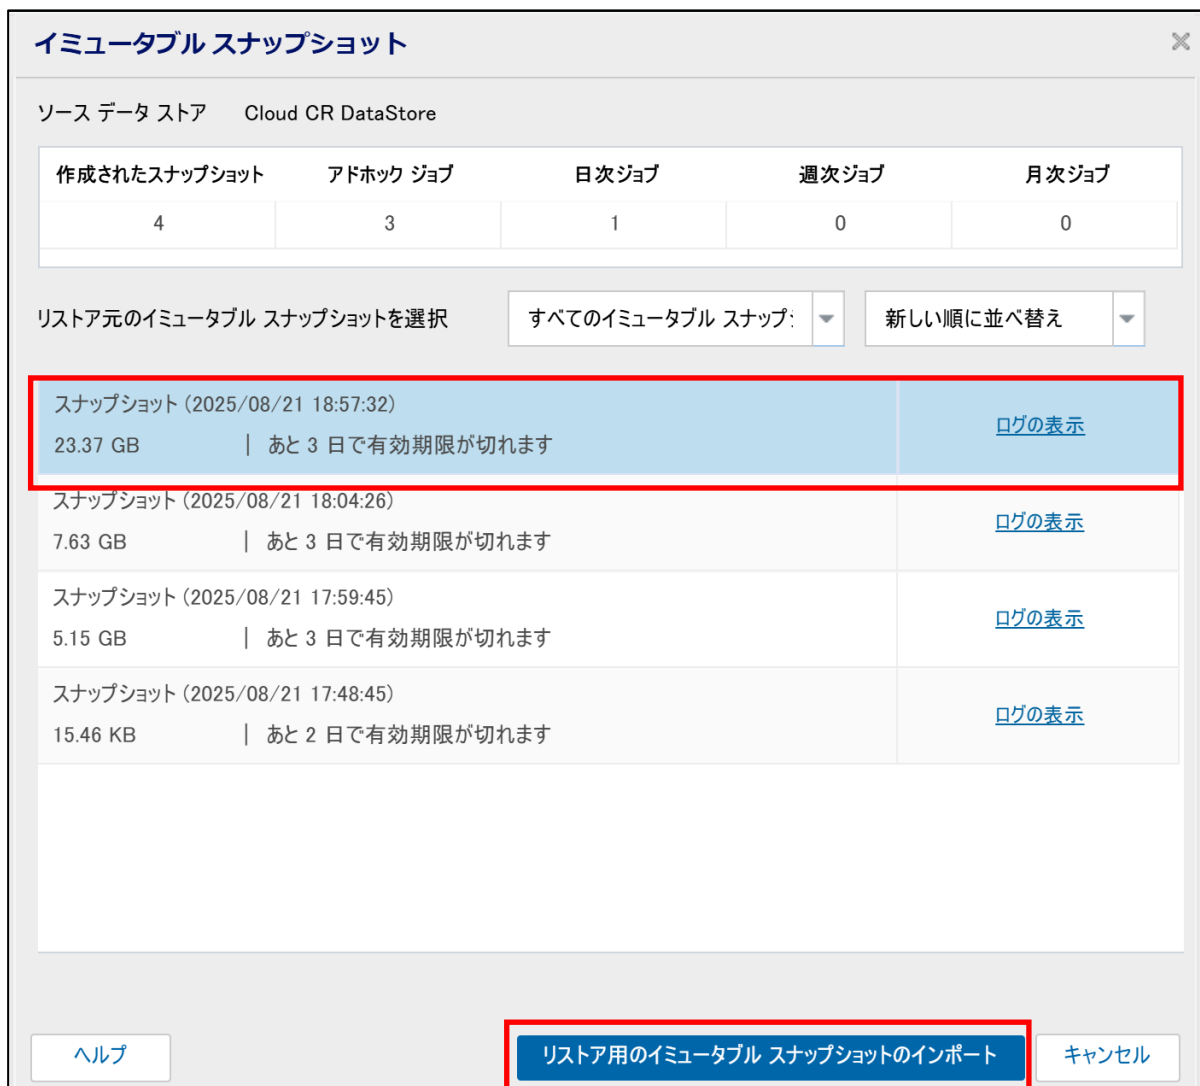 イミュータブル スナップショット
ソース データ ストア Cloud CR DataStore
作成されたスナップショット アドホック ジョブ 日次ジョブ 週次ジョブ 月次ジョブ
4 3 1 0 0
リストア元のイミュータブル スナップショットを選択 すべてのイミュータブル スナップ 新しい順に並べ替え
スナップショット (2025/08/21 18:57:32)
ログの表示
23.37 GB | あと 3 日で有効期限が切れます
スナップショット (2025/08/21 18:04:26)
ログの表示
7.63 GB | あと 3 日で有効期限が切れます
スナップショット (2025/08/21 17:59:45)
ログの表示
5.15 GB | あと 3 日で有効期限が切れます
スナップショット (2025/08/21 17:48:45)
ログの表示
15.46 KB | あと 2 日で有効期限が切れます
ヘルプ リストア用のイミュータブル スナップショットのインポート キャンセル